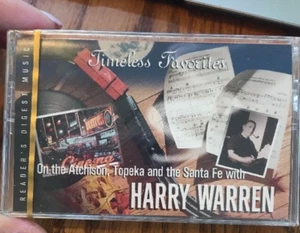 Timeless Favorites
READER'S DIGEST MUSIC
On the Atchison, Topeka and the Santa Fe with
HARRY WARREN